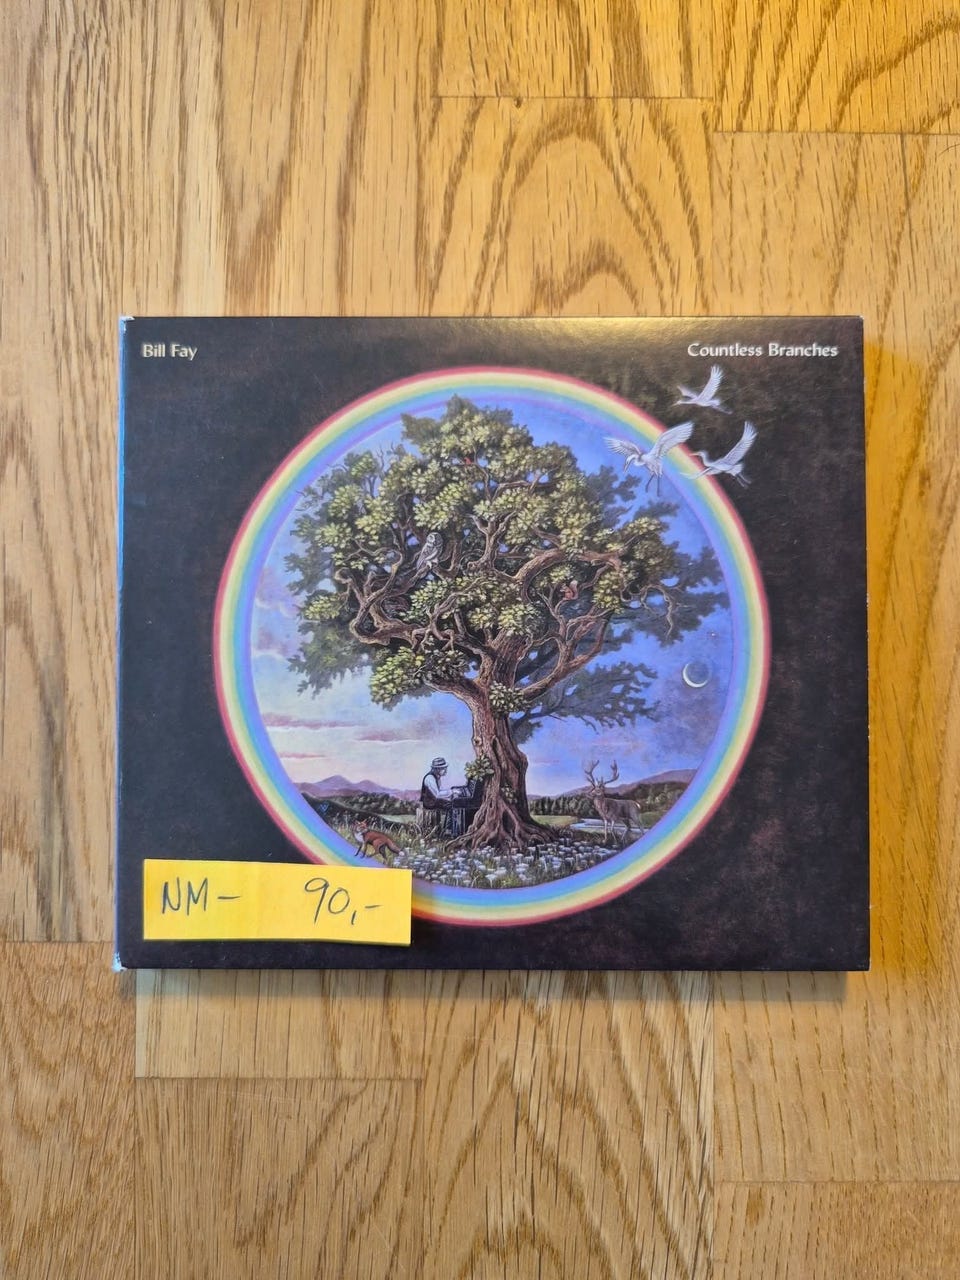 Bill Fay
Countless Branches
NM- 90,-